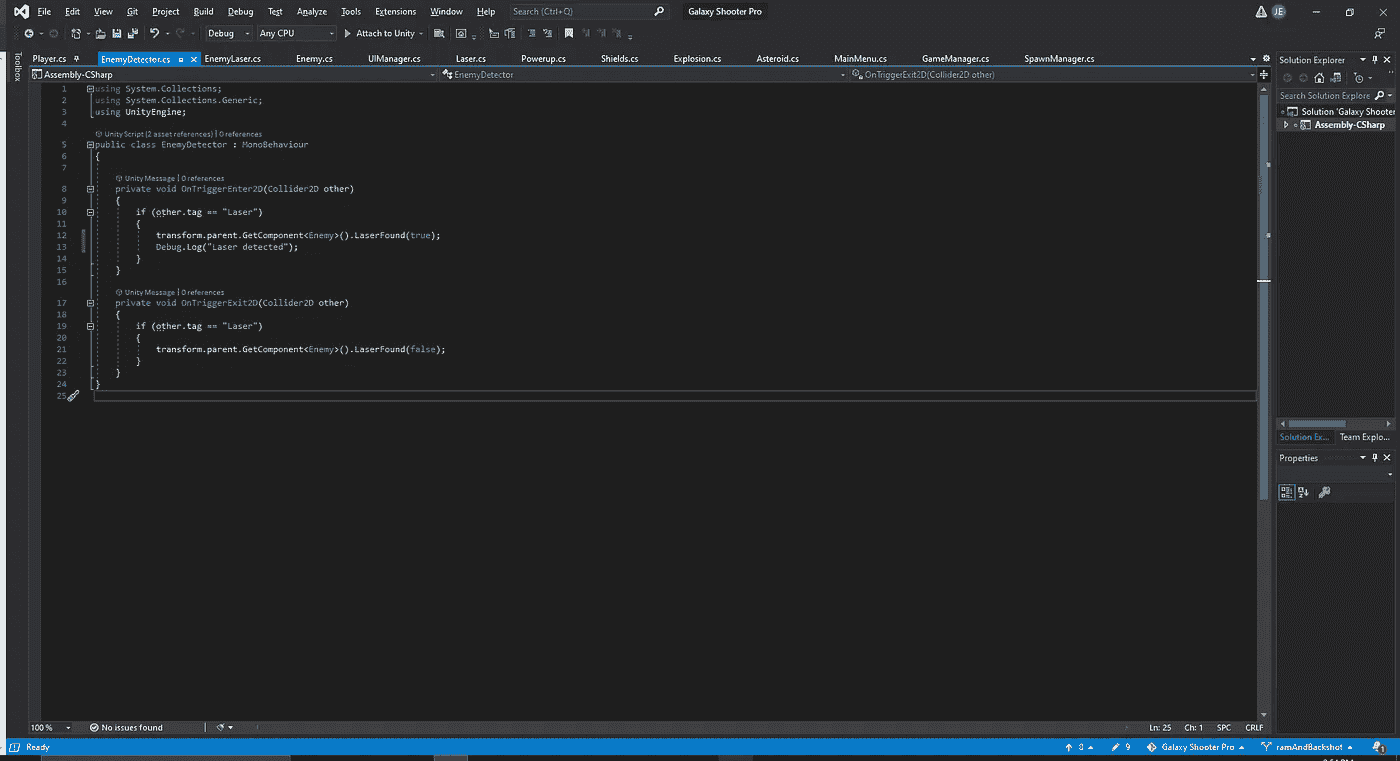 File Edit View Git Project Build Debug Test Analyze Tools Extensions Window Help Search (Ctrl+Q) Galaxy Shooter Pro JE
Debug Any CPU Attach to Unity
Toolbox
Player.cs EnemyDetector.cs EnemyLaser.cs Enemy.cs UIManager.cs Laser.cs Powerup.cs Shields.cs Explosion.cs Asteroid.cs MainMenu.cs GameManager.cs SpawnManager.cs
Assembly-CSharp EnemyDetector OnTriggerExit2D(Collider2D other)
1 using System.Collections;
2 using System.Collections.Generic;
3 using UnityEngine;
4
Unity Script (2 asset references) | 0 references
5 public class EnemyDetector : MonoBehaviour
6 {
7
Unity Message | 0 references
8 private void OnTriggerEnter2D(Collider2D other)
9 {
10 if (other.tag == "Laser")
11 {
12 transform.parent.GetComponent<Enemy>().LaserFound(true);
13 Debug.Log("Laser detected");
14 }
15 }
16
Unity Message | 0 references
17 private void OnTriggerExit2D(Collider2D other)
18 {
19 if (other.tag == "Laser")
20 {
21 transform.parent.GetComponent<Enemy>().LaserFound(false);
22 }
23 }
24 }
25
Solution Explorer
Search Solution Explore
Solution 'Galaxy Shooter
Assembly-CSharp
Solution Ex... Team Explo...
Properties
100 % No issues found Ln: 25 Ch: 1 SPC CRLF
Ready 0 9 Galaxy Shooter Pro ramAndBackshot 1